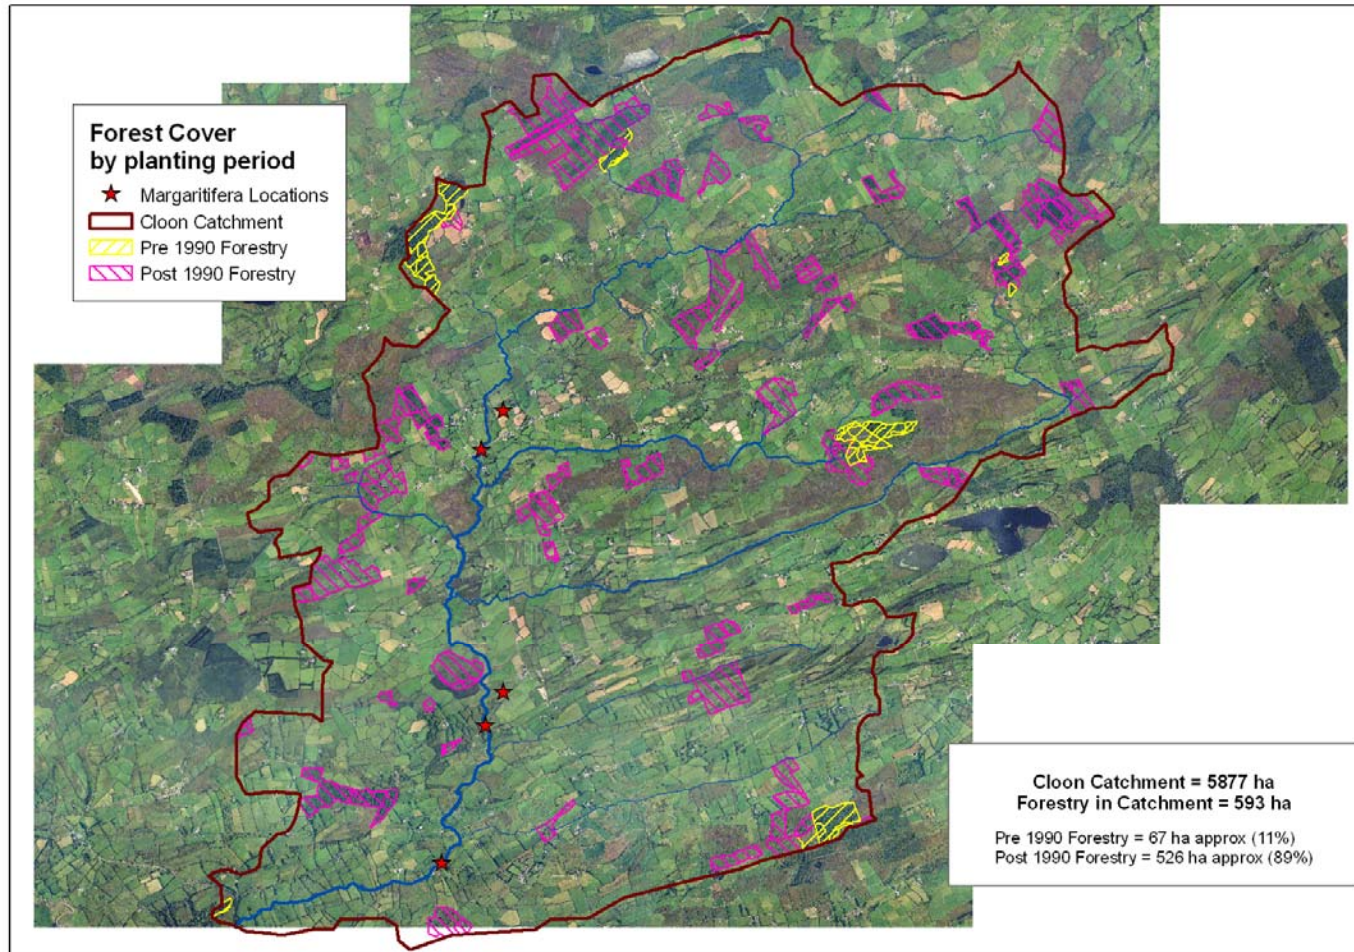 Forest Cover
by planting period
Margaritifera Locations
Cloon Catchment
Pre 1990 Forestry
Post 1990 Forestry
Cloon Catchment = 5877 ha
Forestry in Catchment = 593 ha
Pre 1990 Forestry = 67 ha approx (11%)
Post 1990 Forestry = 526 ha approx (89%)